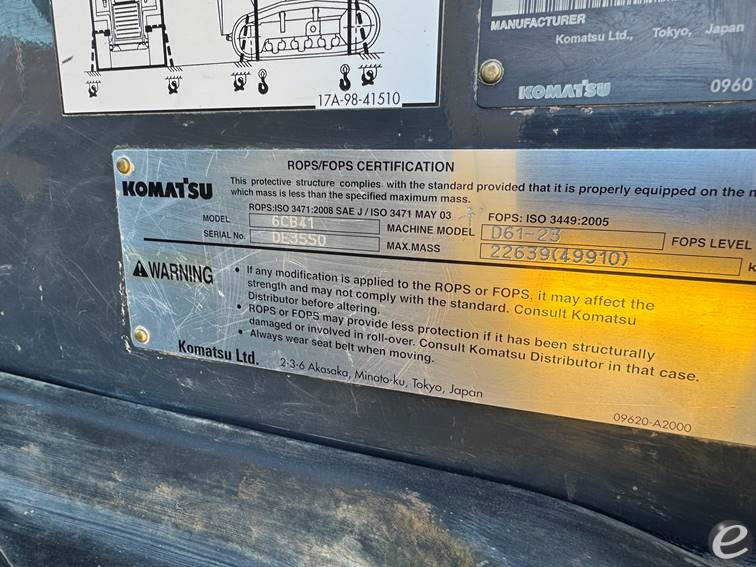 17A-98-41510
MANUFACTURER
Komatsu Ltd., Tokyo, Japan
KOMATSU 0960
ROPS/FOPS CERTIFICATION
KOMATSU
This protective structure complies with the standard provided that it is properly equipped on the
which mass is less than the specified maximum mass.
ROPS:ISO 3471:2008 SAE J / ISO 3471 MAY 03 FOPS: ISO 3449:2005
MODEL 6CB41 MACHINE MODEL D61-23 FOPS LEVEL
SERIAL No. DE3550 MAX.MASS 22639(49910) k
WARNING
• If any modification is applied to the ROPS or FOPS, it may affect the
strength and may not comply with the standard. Consult Komatsu
Distributor before altering.
• ROPS or FOPS may provide less protection if it has been structurally
damaged or involved in roll-over. Consult Komatsu Distributor in that case.
• Always wear seat belt when moving.
Komatsu Ltd. 2-3-6 Akasaka, Minato-ku, Tokyo, Japan
09620-A2000
e